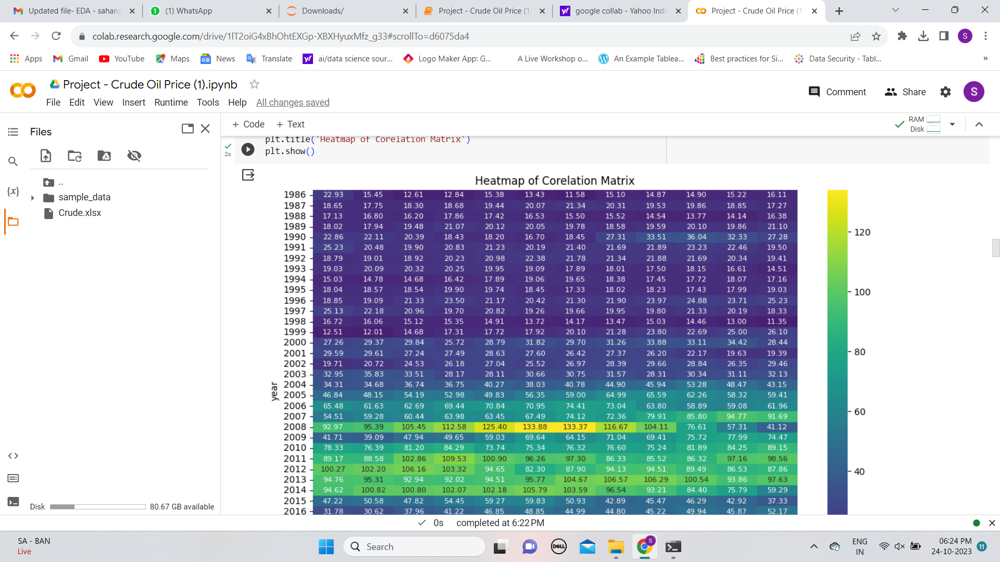 Updated file- EDA - sahana
(1) WhatsApp
Downloads/
Project - Crude Oil Price (1)
google collab - Yahoo Indi
Project - Crude Oil Price (1
colab.research.google.com/drive/1lT2oiG4xBhOhtEXGp-XBXHyuxMfz_g33#scrollTo=d6075da4
S
Apps
Gmail
YouTube
Maps
News
Translate
ai/data science sour...
Logo Maker App: G...
A Live Workshop o...
An Example Tablea...
Best practices for Si...
Data Security - Tabl...
»
Project - Crude Oil Price (1).ipynb
Comment
Share
S
File Edit View Insert Runtime Tools Help All changes saved
Files
+ Code + Text
RAM
Disk
..
sample_data
Crude.xlsx
{x}
Disk 80.67 GB available
2s
plt.title('Heatmap of Corelation Matrix')
plt.show()
Heatmap of Corelation Matrix
1986 22.93 15.45 12.61 12.84 15.38 13.43 11.58 15.10 14.87 14.90 15.22 16.11
1987 18.65 17.75 18.30 18.68 19.44 20.07 21.34 20.31 19.53 19.86 18.85 17.27
1988 17.13 16.80 16.20 17.86 17.42 16.53 15.50 15.52 14.54 13.77 14.14 16.38
1989 18.02 17.94 19.48 21.07 20.12 20.05 19.78 18.58 19.59 20.10 19.86 21.10
1990 22.86 22.11 20.39 18.43 18.20 16.70 18.45 27.31 33.51 36.04 32.33 27.28
1991 25.23 20.48 19.90 20.83 21.23 20.19 21.40 21.69 21.89 23.23 22.46 19.50
1992 18.79 19.01 18.92 20.23 20.98 22.38 21.78 21.34 21.88 21.69 20.34 19.41
1993 19.03 20.09 20.32 20.25 19.95 19.09 17.89 18.01 17.50 18.15 16.61 14.51
1994 15.03 14.78 14.68 16.42 17.89 19.06 19.65 18.38 17.45 17.72 18.07 17.16
1995 18.04 18.57 18.54 19.90 19.74 18.45 17.33 18.02 18.23 17.43 17.99 19.03
1996 18.85 19.09 21.33 23.50 21.17 20.42 21.30 21.90 23.97 24.88 23.71 25.23
1997 25.13 22.18 20.96 19.70 20.82 19.26 19.66 19.95 19.80 21.33 20.19 18.33
1998 16.72 16.06 15.12 15.35 14.91 13.72 14.17 13.47 15.03 14.46 13.00 11.35
1999 12.51 12.01 14.68 17.31 17.72 17.92 20.10 21.28 23.80 22.69 25.00 26.10
2000 27.26 29.37 29.84 25.72 28.79 31.82 29.70 31.26 33.88 33.11 34.42 28.44
2001 29.59 29.61 27.24 27.49 28.63 27.60 26.42 27.37 26.20 22.17 19.63 19.39
2002 19.71 20.72 24.53 26.18 27.04 25.52 26.97 28.39 29.66 28.84 26.35 29.46
2003 32.95 35.83 33.51 28.17 28.11 30.66 30.75 31.57 28.31 30.34 31.11 32.13
2004 34.31 34.68 36.74 36.75 40.27 38.03 40.78 44.90 45.94 53.28 48.47 43.15
2005 46.84 48.15 54.19 52.98 49.83 56.35 59.00 64.99 65.59 62.26 58.32 59.41
2006 65.48 61.63 62.69 69.44 70.84 70.95 74.41 73.04 63.80 58.89 59.08 61.96
2007 54.51 59.28 60.44 63.98 63.45 67.49 74.12 72.36 79.91 85.80 94.77 91.69
2008 92.97 95.39 105.45 112.58 125.40 133.88 133.37 116.67 104.11 76.61 57.31 41.12
2009 41.71 39.09 47.94 49.65 59.03 69.64 64.15 71.04 69.41 75.72 77.99 74.47
2010 78.33 76.39 81.20 84.29 73.74 75.34 76.32 76.60 75.24 81.89 84.25 89.15
2011 89.17 88.58 102.86 109.53 100.90 96.26 97.30 86.33 85.52 86.32 97.16 98.56
2012 100.27 102.20 106.16 103.32 94.65 82.30 87.90 94.13 94.51 89.49 86.53 87.86
2013 94.76 95.31 92.94 92.02 94.51 95.77 104.67 106.57 106.29 100.54 93.86 97.63
2014 94.62 100.82 100.80 102.07 102.18 105.79 103.59 96.54 93.21 84.40 75.79 59.29
2015 47.22 50.58 47.82 54.45 59.27 59.83 50.93 42.89 45.47 46.29 42.92 37.33
2016 31.78 30.62 37.96 41.22 46.85 48.85 44.99 44.80 45.22 49.94 45.87 52.17
year
120
100
80
60
40
0s completed at 6:22 PM
SA - BAN
Live
Search
DELL
S
ENG
IN
06:24 PM
24-10-2023
11